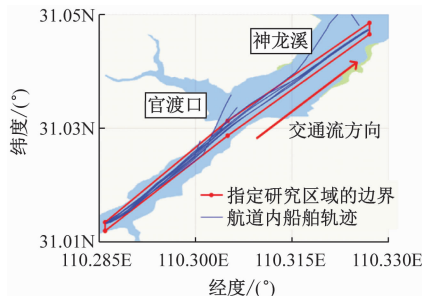 31.05N
神龙溪
官渡口
纬度/(°)
31.03N
交通流方向
指定研究区域的边界
航道内船舶轨迹
31.01N
110.285E 110.300E 110.315E 110.330E
经度/(°)